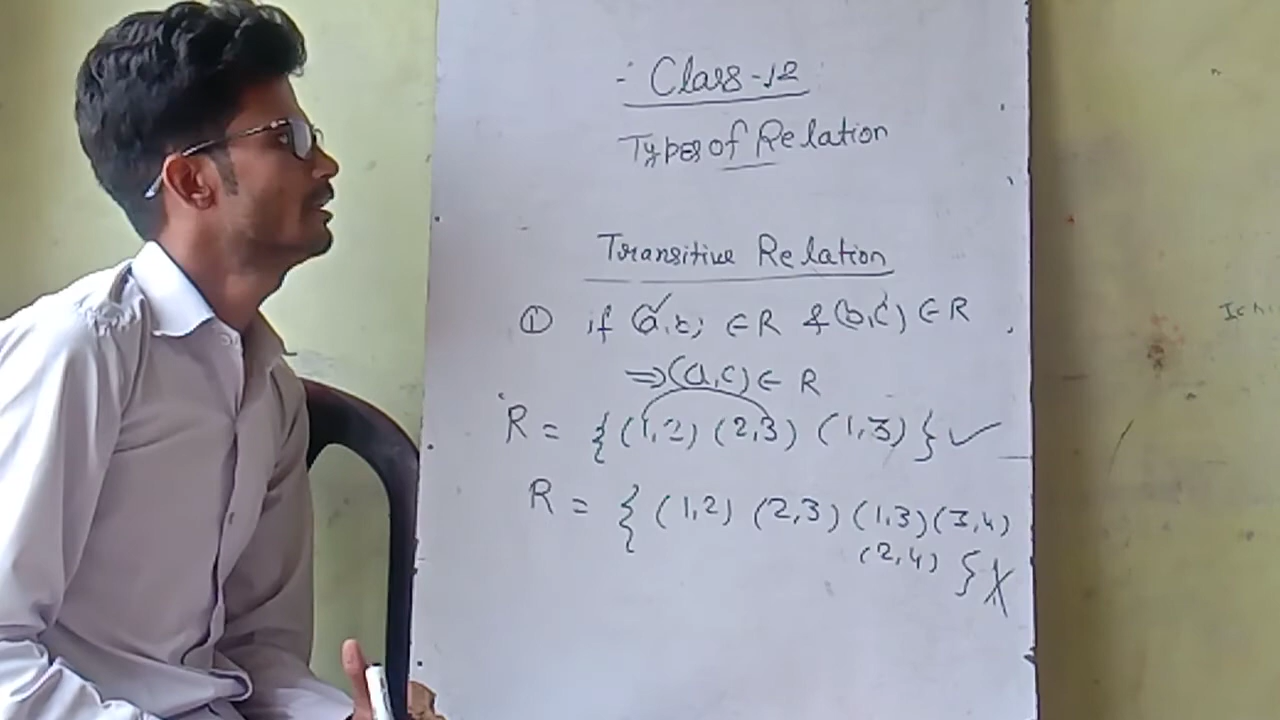 Class-12
Types of Relation
Transitive Relation
① if (a,b) ∈ R & (b,c) ∈ R
⇒ (a,c) ∈ R
R = {(1,2) (2,3) (1,3)} ✓
R = { (1,2) (2,3) (1,3) (3,4)
(2,4) } X